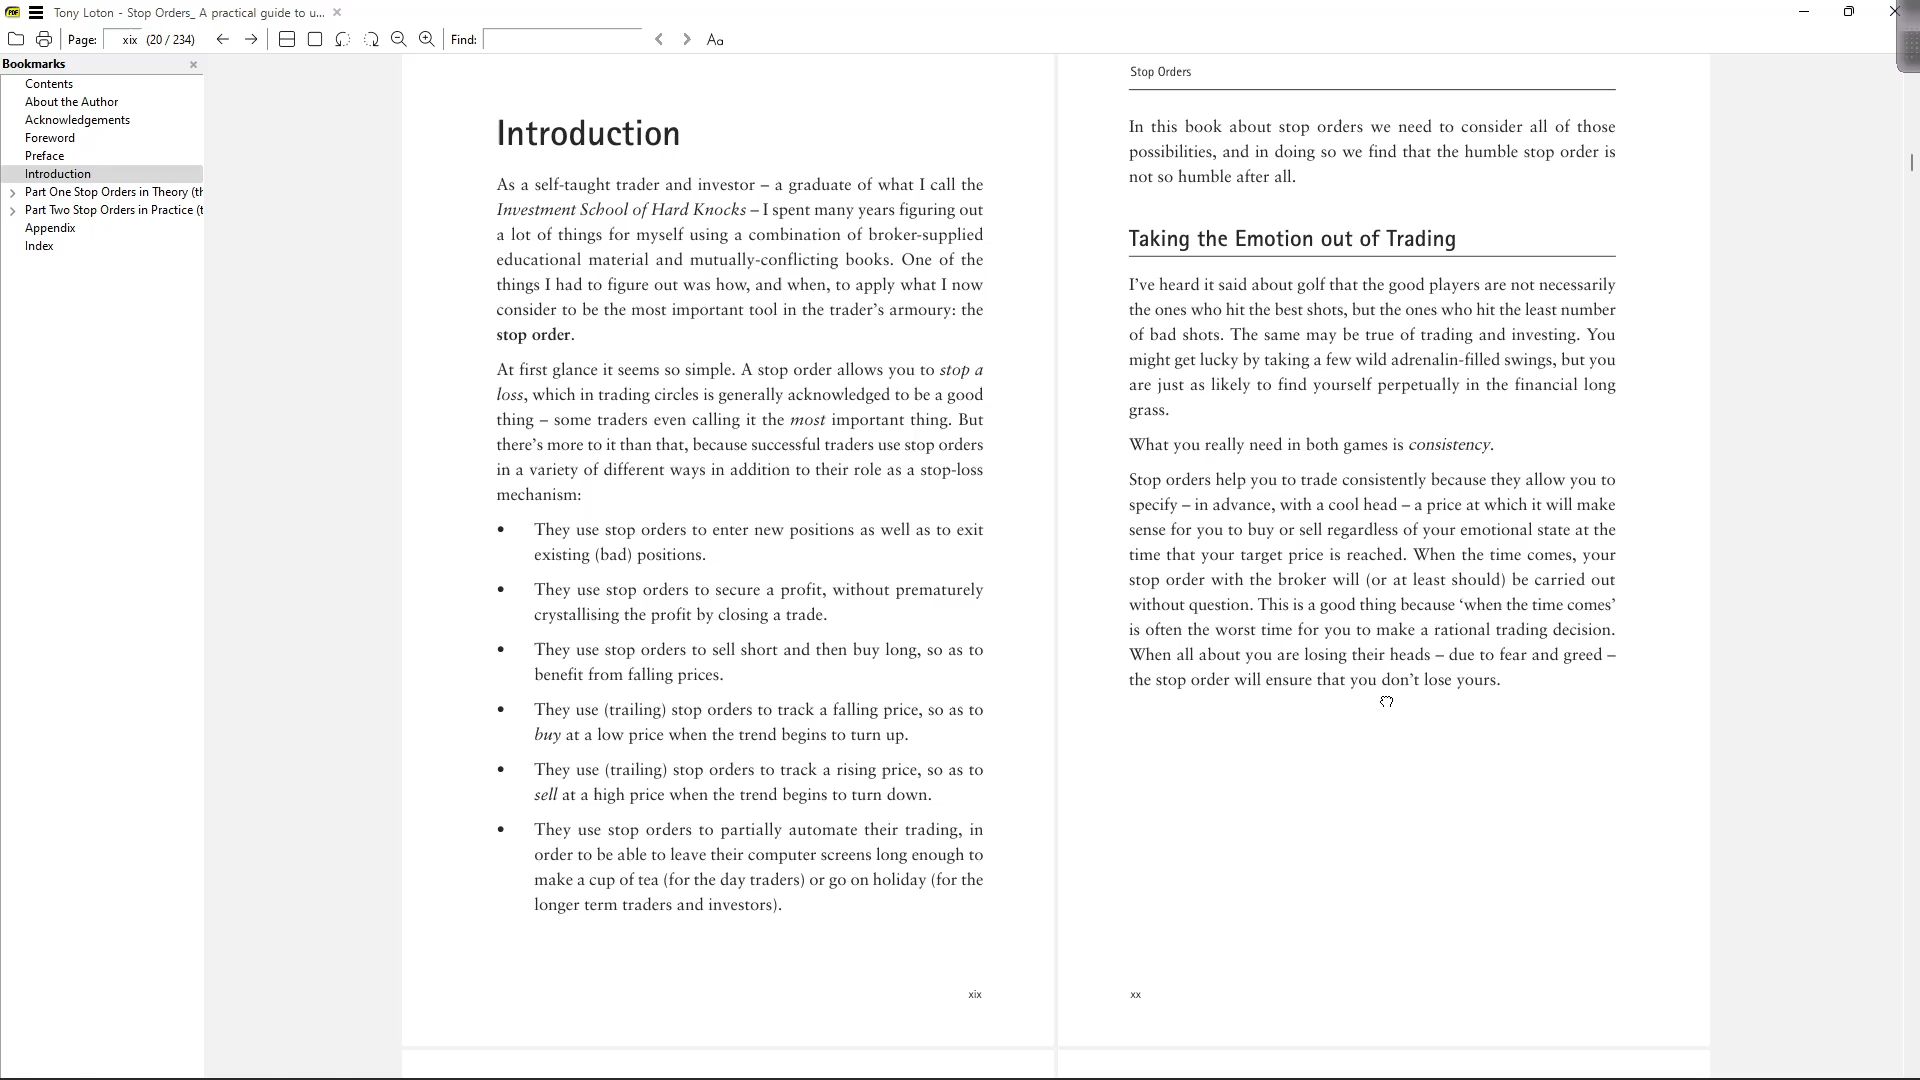 Tony Loton - Stop Orders_ A practical guide to u...
Page: xix (20 / 234) Find: Aa
Bookmarks
Contents
About the Author
Acknowledgements
Foreword
Preface
Introduction
Part One Stop Orders in Theory (th
Part Two Stop Orders in Practice (t
Appendix
Index
Introduction
As a self-taught trader and investor – a graduate of what I call the
Investment School of Hard Knocks – I spent many years figuring out
a lot of things for myself using a combination of broker-supplied
educational material and mutually-conflicting books. One of the
things I had to figure out was how, and when, to apply what I now
consider to be the most important tool in the trader’s armoury: the
stop order.
At first glance it seems so simple. A stop order allows you to stop a
loss, which in trading circles is generally acknowledged to be a good
thing – some traders even calling it the most important thing. But
there’s more to it than that, because successful traders use stop orders
in a variety of different ways in addition to their role as a stop-loss
mechanism:
• They use stop orders to enter new positions as well as to exit
existing (bad) positions.
• They use stop orders to secure a profit, without prematurely
crystallising the profit by closing a trade.
• They use stop orders to sell short and then buy long, so as to
benefit from falling prices.
• They use (trailing) stop orders to track a falling price, so as to
buy at a low price when the trend begins to turn up.
• They use (trailing) stop orders to track a rising price, so as to
sell at a high price when the trend begins to turn down.
• They use stop orders to partially automate their trading, in
order to be able to leave their computer screens long enough to
make a cup of tea (for the day traders) or go on holiday (for the
longer term traders and investors).
xix
Stop Orders
In this book about stop orders we need to consider all of those
possibilities, and in doing so we find that the humble stop order is
not so humble after all.
Taking the Emotion out of Trading
I’ve heard it said about golf that the good players are not necessarily
the ones who hit the best shots, but the ones who hit the least number
of bad shots. The same may be true of trading and investing. You
might get lucky by taking a few wild adrenalin-filled swings, but you
are just as likely to find yourself perpetually in the financial long
grass.
What you really need in both games is consistency.
Stop orders help you to trade consistently because they allow you to
specify – in advance, with a cool head – a price at which it will make
sense for you to buy or sell regardless of your emotional state at the
time that your target price is reached. When the time comes, your
stop order with the broker will (or at least should) be carried out
without question. This is a good thing because ‘when the time comes’
is often the worst time for you to make a rational trading decision.
When all about you are losing their heads – due to fear and greed –
the stop order will ensure that you don’t lose yours.
xx